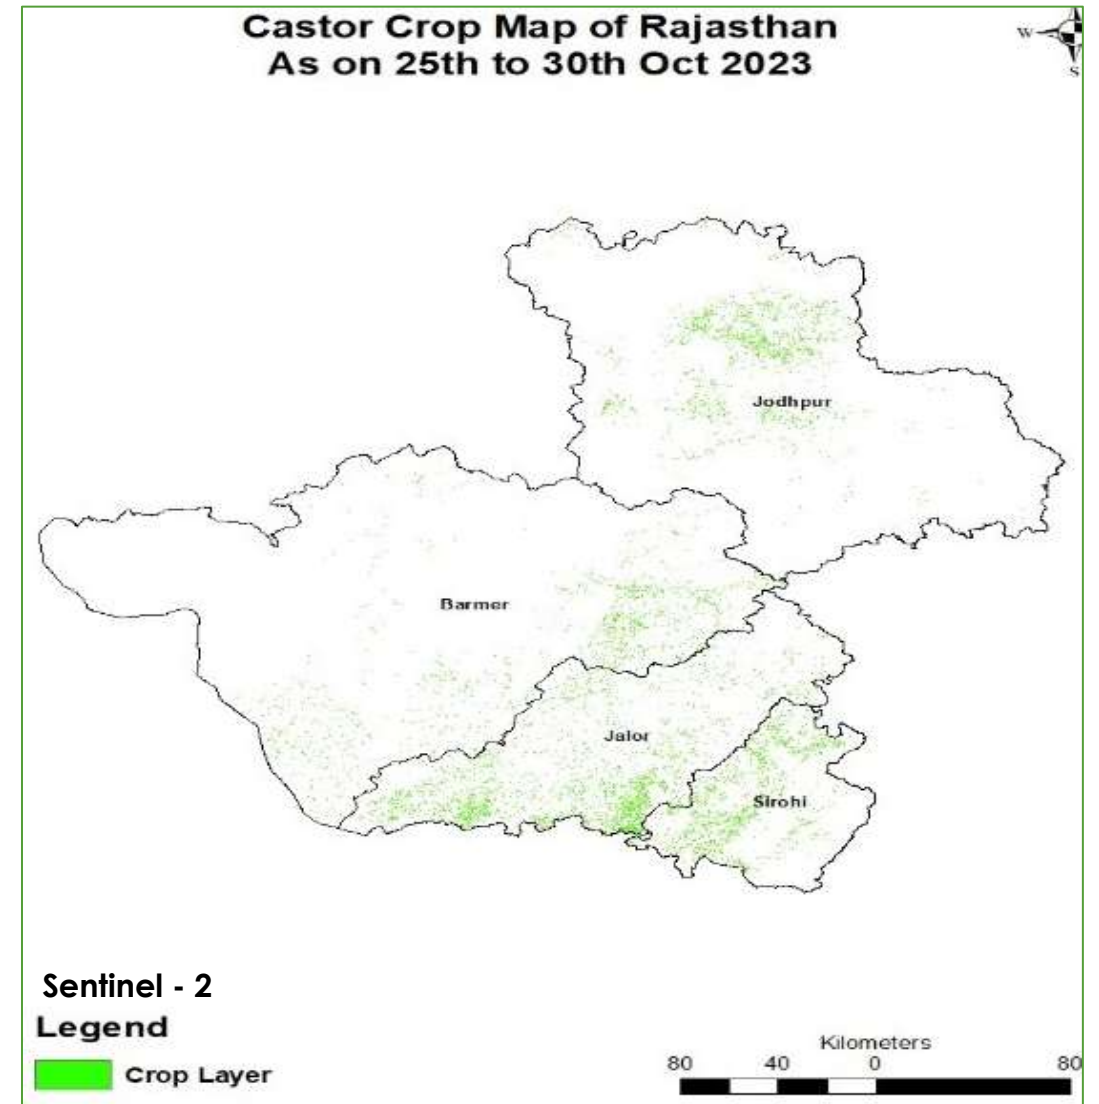 Castor Crop Map of Rajasthan
As on 25th to 30th Oct 2023
W
S
Jodhpur
Barmer
Jalor
Sirohi
Sentinel - 2
Legend
Crop Layer
Kilometers
80 40 0 80